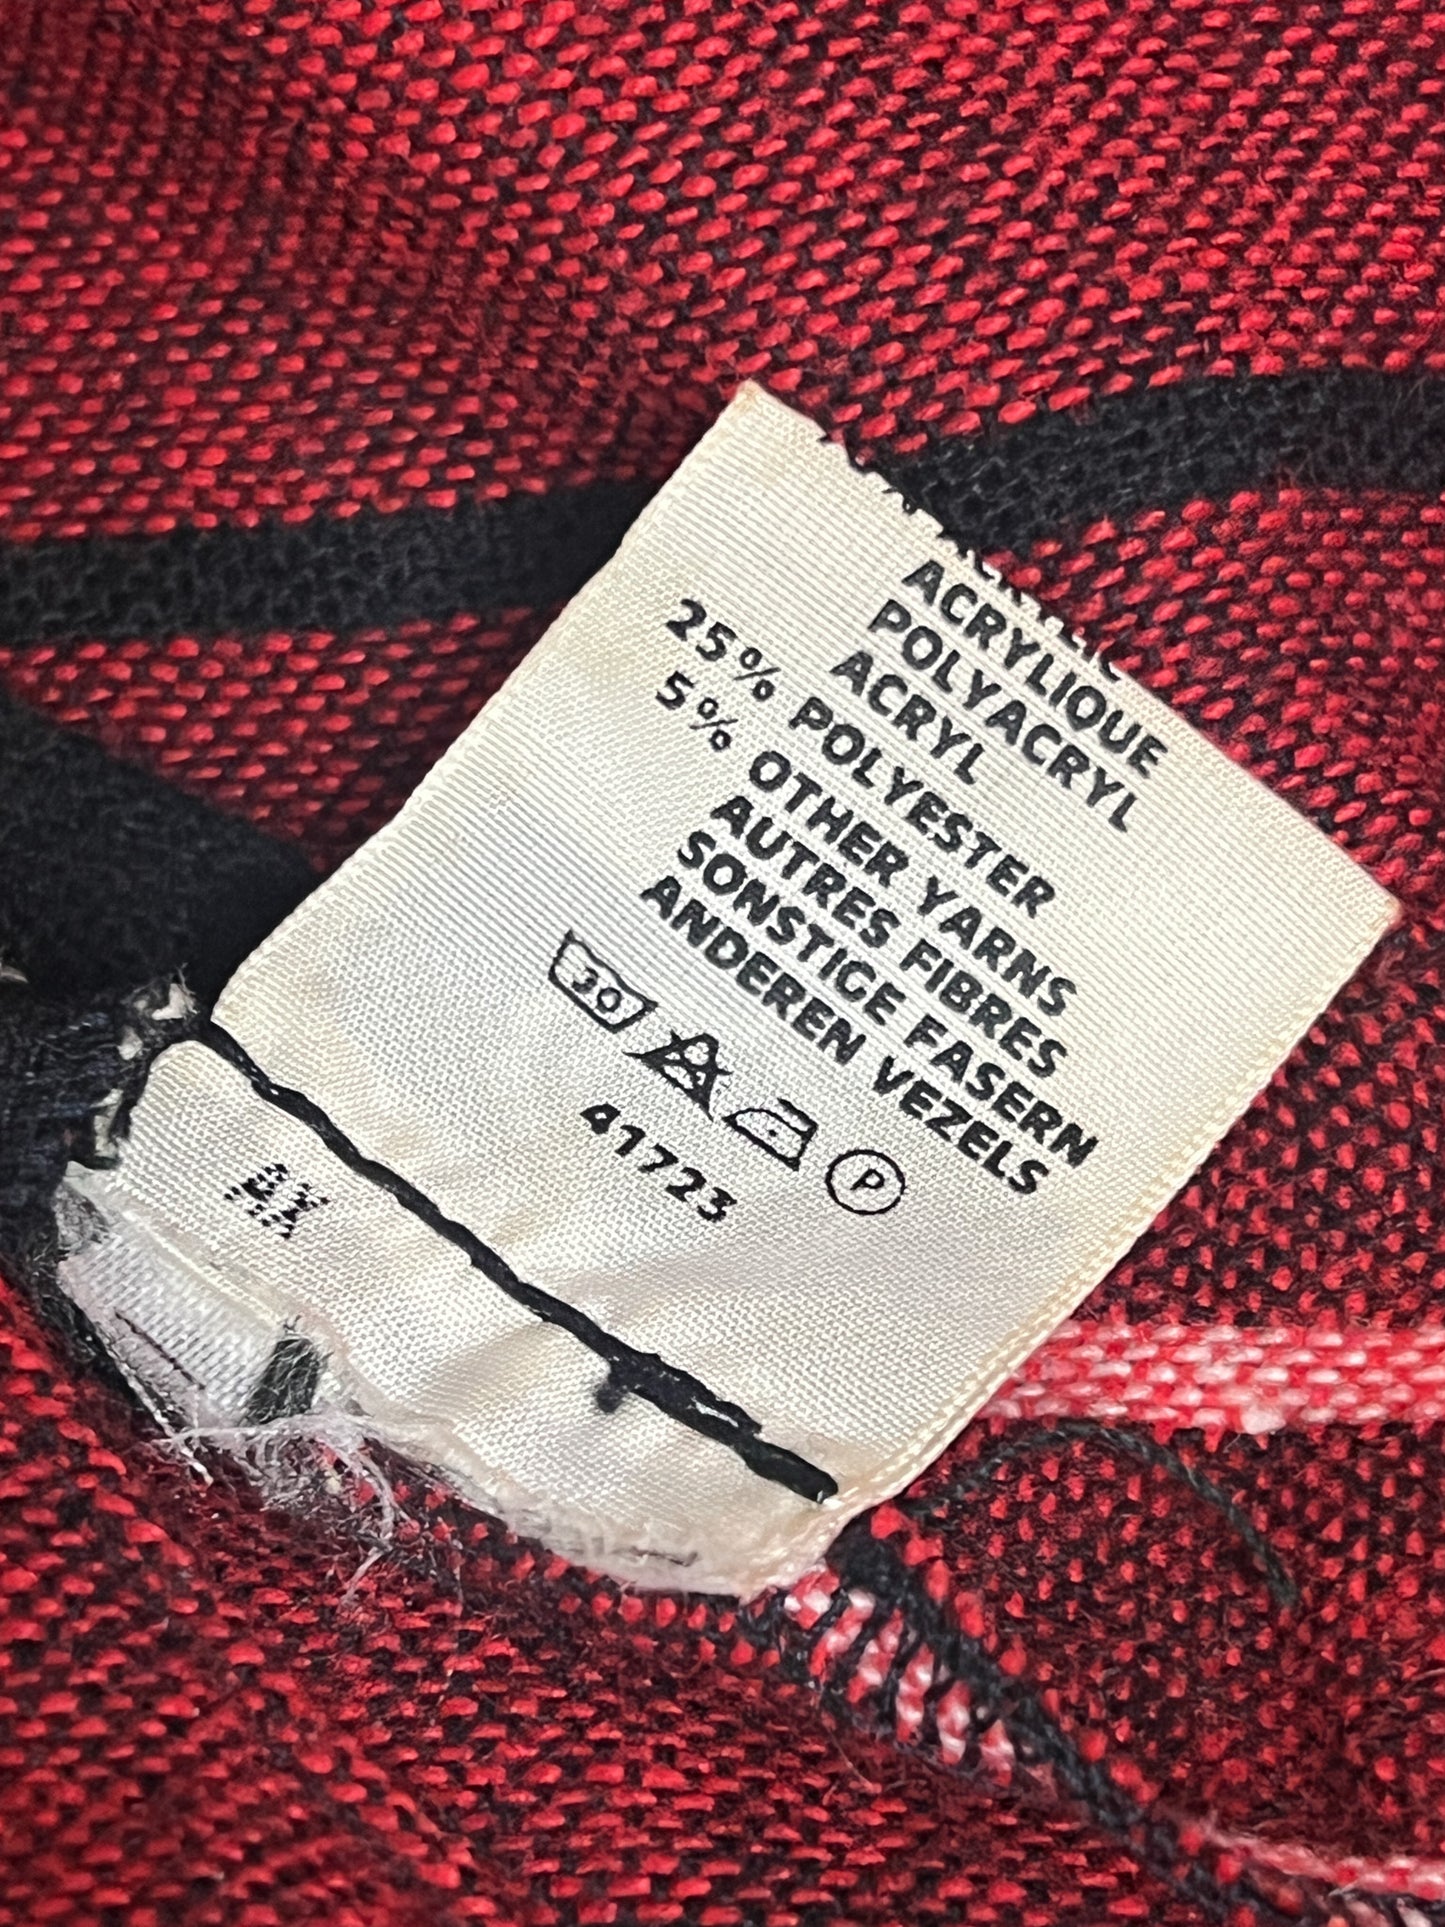 ACRYLIQUE
POLYACRYL
ACRYL
25% POLYESTER
5% OTHER YARNS
AUTRES FIBRES
SONSTIGE FASERN
ANDEREN VEZELS
30 P
41723